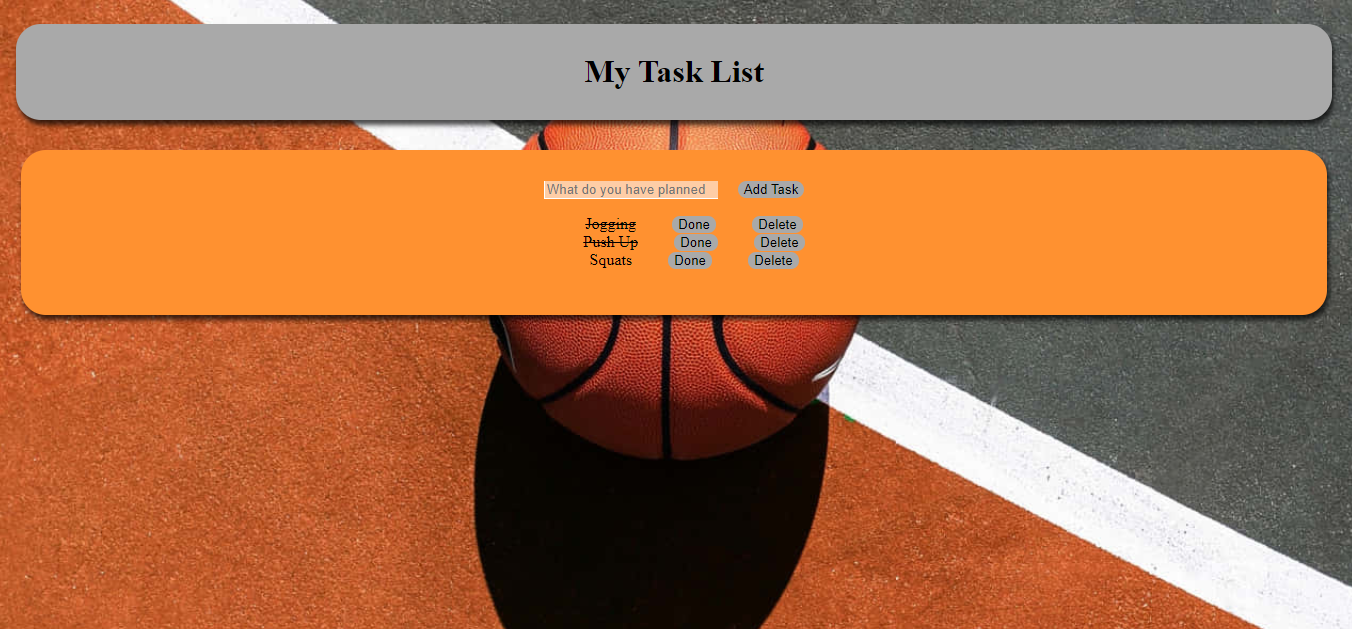 My Task List
What do you have planned Add Task
Jogging Done Delete
Push Up Done Delete
Squats Done Delete